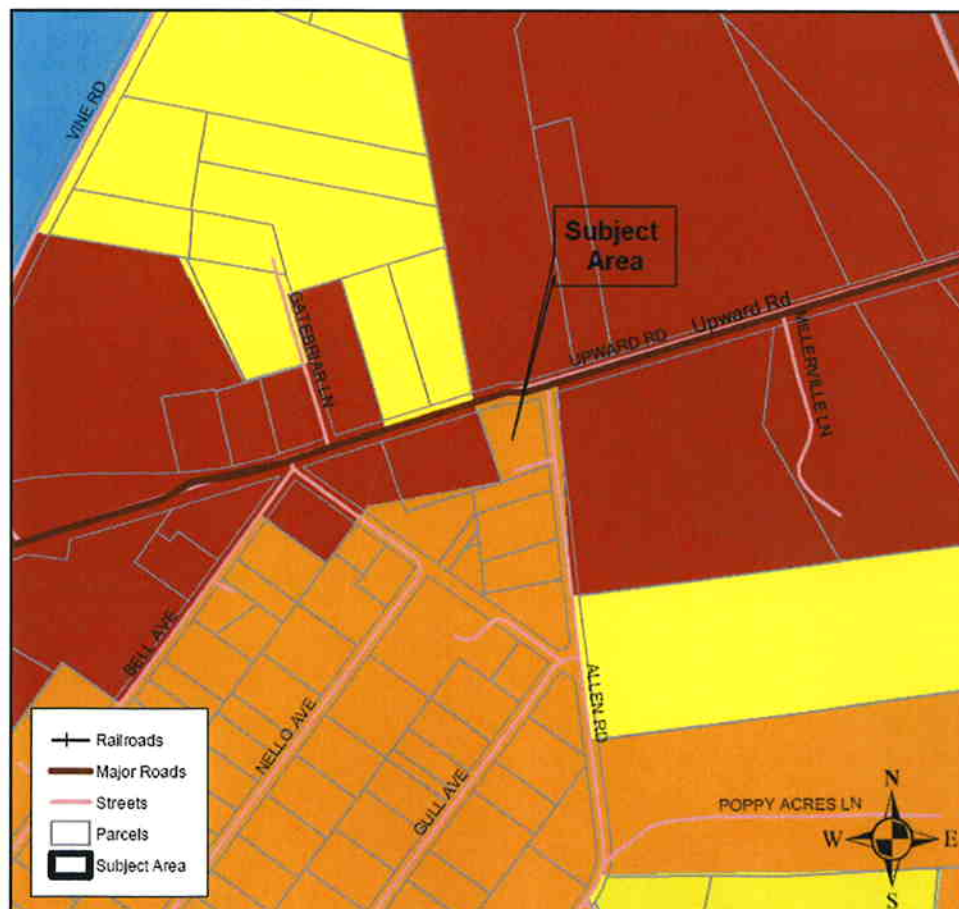 VINE RD
Subject
Area
GATEBRIAR LN
UPWARD RD
Upward Rd
MILLERVILLE LN
BELL AVE
NELLO AVE
GULL AVE
ALLEN RD
POPPY ACRES LN
N
W
E
S
Railroads
Major Roads
Streets
Parcels
Subject Area